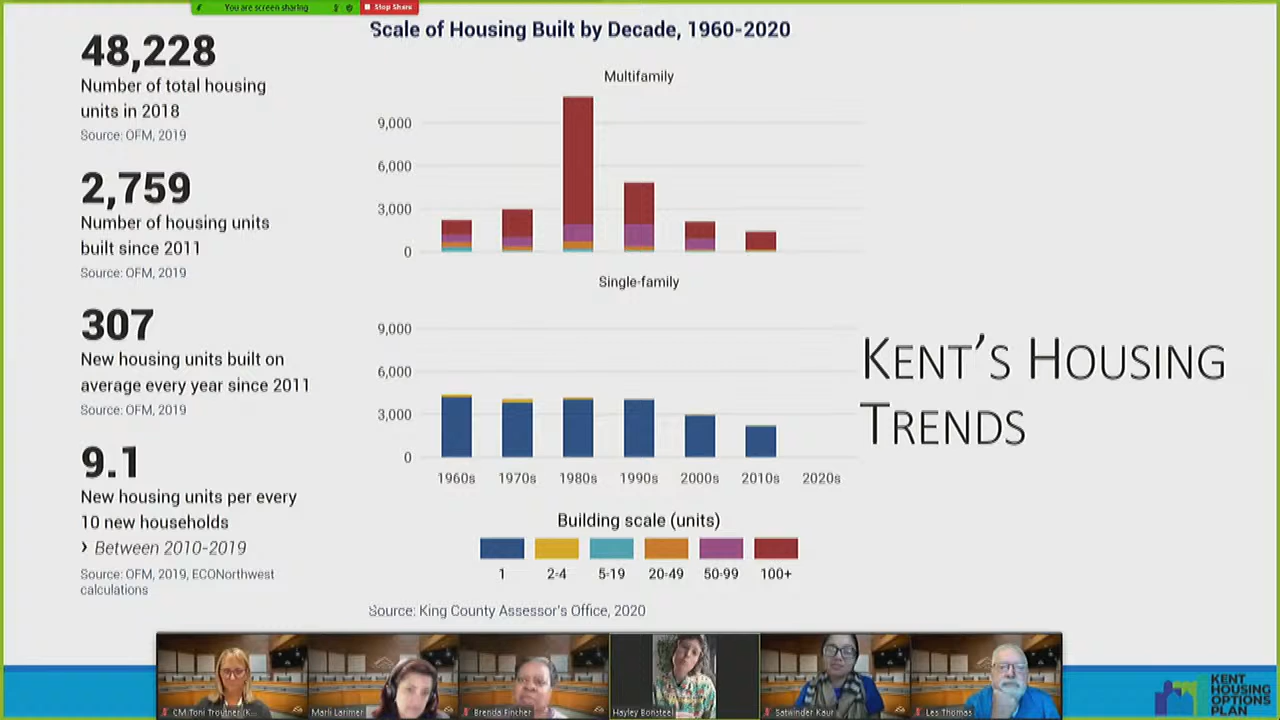 You are screen sharing
Stop Share
48,228
Number of total housing
units in 2018
Source: OFM, 2019
2,759
Number of housing units
built since 2011
Source: OFM, 2019
307
New housing units built on
average every year since 2011
Source: OFM, 2019
9.1
New housing units per every
10 new households
› Between 2010-2019
Source: OFM, 2019, ECONorthwest
calculations
Scale of Housing Built by Decade, 1960-2020
Multifamily
9,000
6,000
3,000
0
Single-family
9,000
6,000
3,000
0
1960s 1970s 1980s 1990s 2000s 2010s 2020s
Building scale (units)
1 2-4 5-19 20-49 50-99 100+
Source: King County Assessor's Office, 2020
KENT'S HOUSING
TRENDS
CM Toni Troutner (K...
Marli Larimer
Brenda Fincher
Hayley Bonsteel
Satwinder Kaur
Les Thomas
KENT
HOUSING
OPTIONS
PLAN